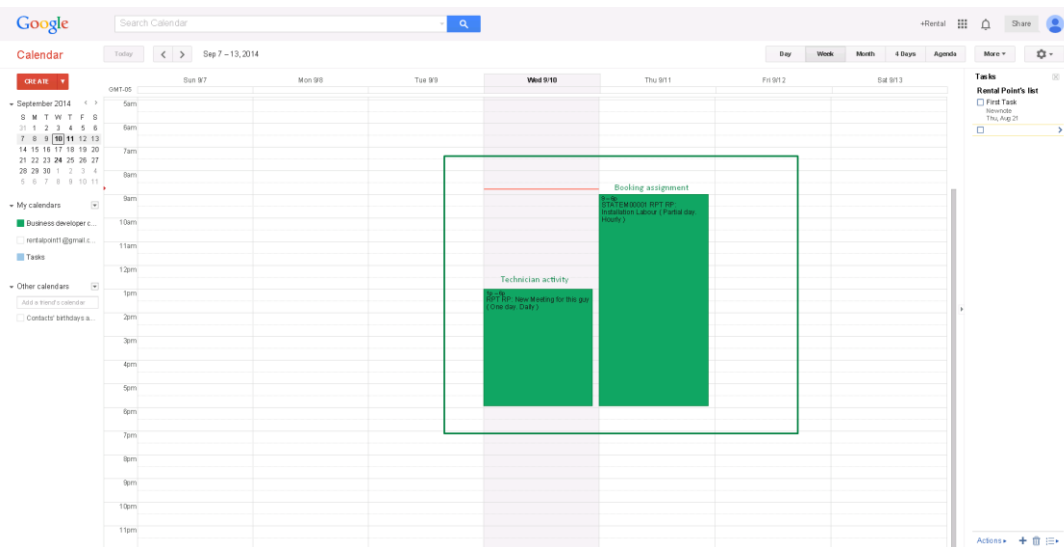 Google
Search Calendar
+Rental
Share
Calendar
Today
Sep 7 – 13, 2014
Day
Week
Month
4 Days
Agenda
More
CREATE
GMT-05
Sun 9/7
Mon 9/8
Tue 9/9
Wed 9/10
Thu 9/11
Fri 9/12
Sat 9/13
September 2014
S M T W T F S
31 1 2 3 4 5 6
7 8 9 10 11 12 13
14 15 16 17 18 19 20
21 22 23 24 25 26 27
28 29 30 1 2 3 4
5 6 7 8 9 10 11
My calendars
Business developer c...
rentalpoint1@gmail.c...
Tasks
Other calendars
Add a friend's calendar
Contacts' birthdays a...
5am
6am
7am
8am
9am
10am
11am
12pm
1pm
2pm
3pm
4pm
5pm
6pm
7pm
8pm
9pm
10pm
11pm
Booking assignment
9 – 6p
STATEM00001 RPT RP:
Installation Labour ( Partial day.
Hourly )
Technician activity
1p – 6p
RPT RP: New Meeting for this guy
( One day. Daily )
Tasks
Rental Point's list
First Task
Newnote
Thu, Aug 21
Actions